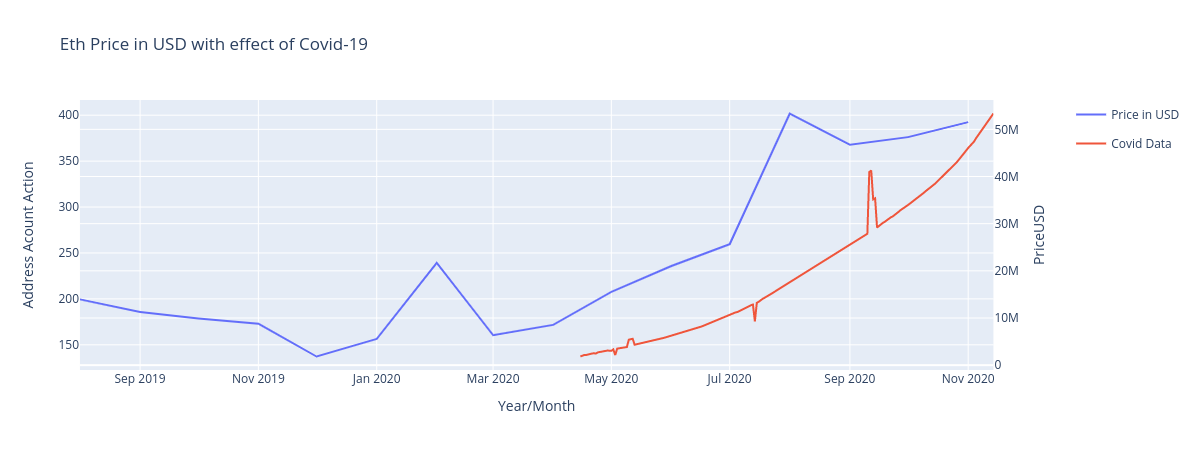 Eth Price in USD with effect of Covid-19
400
350
300
250
200
150
Address Acount Action
50M
40M
30M
20M
10M
0
PriceUSD
Price in USD
Covid Data
Sep 2019
Nov 2019
Jan 2020
Mar 2020
May 2020
Jul 2020
Sep 2020
Nov 2020
Year/Month